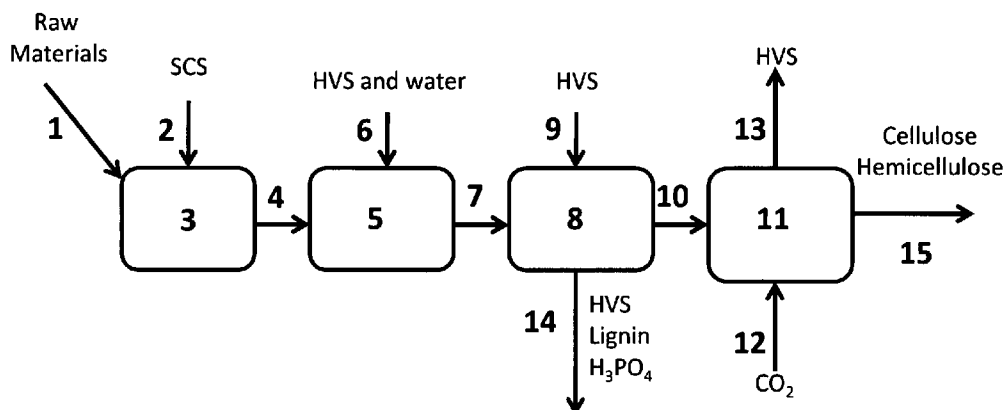 Raw
Materials
1
SCS
2
3
4
HVS and water
6
5
7
HVS
9
8
10
HVS
13
11
Cellulose
Hemicellulose
15
14
HVS
Lignin
H₃PO₄
12
CO₂